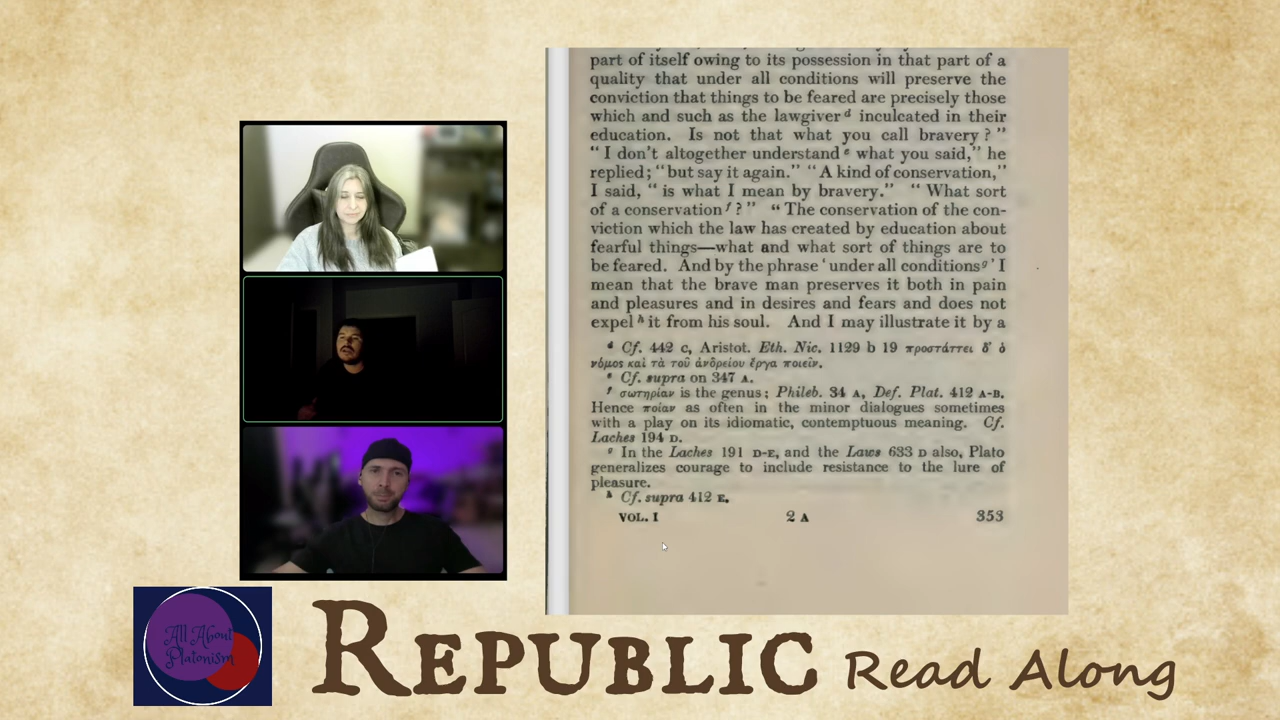 part of itself owing to its possession in that part of a
quality that under all conditions will preserve the
conviction that things to be feared are precisely those
which and such as the lawgiver ᵈ inculcated in their
education. Is not that what you call bravery ? ”
“ I don't altogether understand ᵉ what you said,” he
replied; “but say it again.” “A kind of conservation,”
I said, “ is what I mean by bravery.” “ What sort
of a conservation ᶠ ? ” “ The conservation of the con-
viction which the law has created by education about
fearful things—what and what sort of things are to
be feared. And by the phrase ‘ under all conditions ᵍ ’ I
mean that the brave man preserves it both in pain
and pleasures and in desires and fears and does not
expel ʰ it from his soul. And I may illustrate it by a
ᵈ Cf. 442 c, Aristot. Eth. Nic. 1129 b 19 προστάττει δ' ὁ
νόμος καὶ τὰ τοῦ ἀνδρείου ἔργα ποιεῖν.
ᵉ Cf. supra on 347 A.
ᶠ σωτηρίαν is the genus ; Phileb. 34 A, Def. Plat. 412 A-B.
Hence ποίαν as often in the minor dialogues sometimes
with a play on its idiomatic, contemptuous meaning. Cf.
Laches 194 D.
ᵍ In the Laches 191 D-E, and the Laws 633 D also, Plato
generalizes courage to include resistance to the lure of
pleasure.
ʰ Cf. supra 412 E.
VOL. I 2 A 353
All About
Platonism
REPUBLIC Read Along